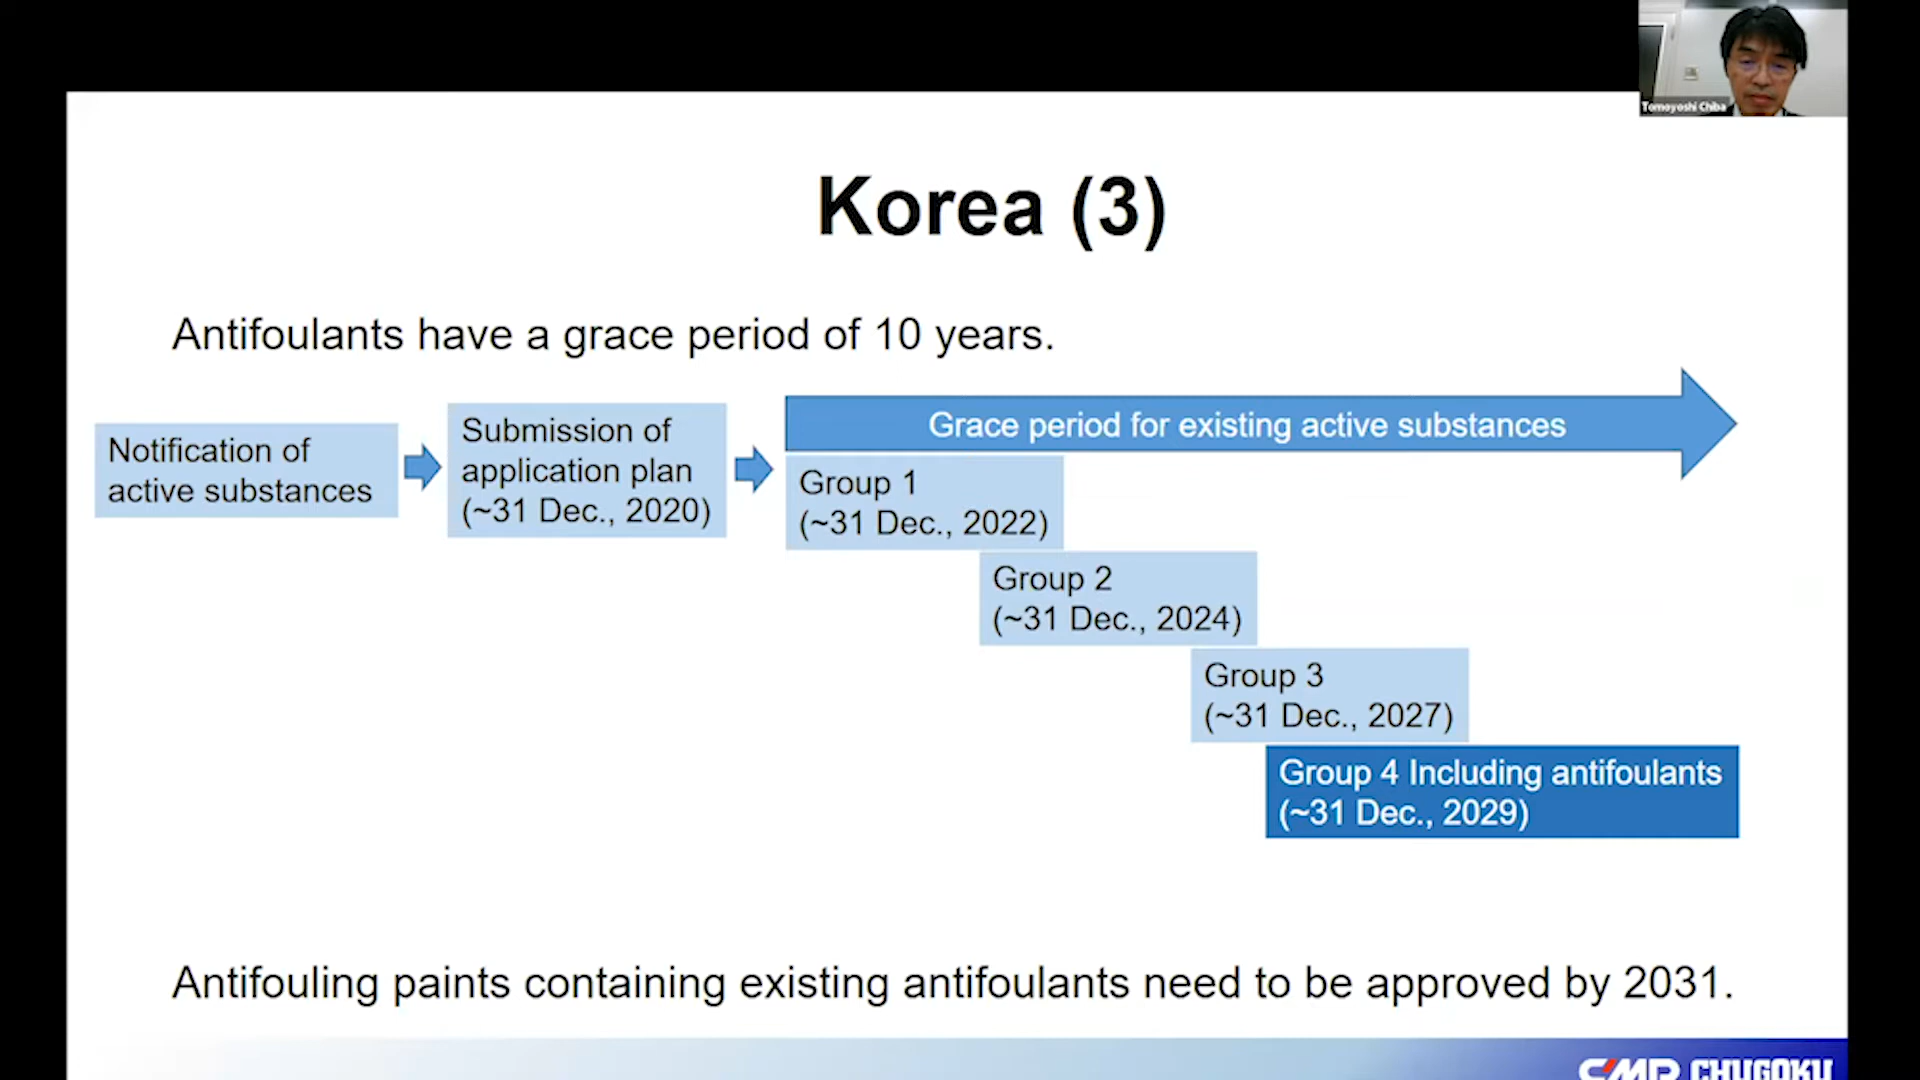 Tomoyoshi Chiba
Korea (3)
Antifoulants have a grace period of 10 years.
Notification of
active substances
Submission of
application plan
(~31 Dec., 2020)
Grace period for existing active substances
Group 1
(~31 Dec., 2022)
Group 2
(~31 Dec., 2024)
Group 3
(~31 Dec., 2027)
Group 4 Including antifoulants
(~31 Dec., 2029)
Antifouling paints containing existing antifoulants need to be approved by 2031.
CMP CHUGOKU